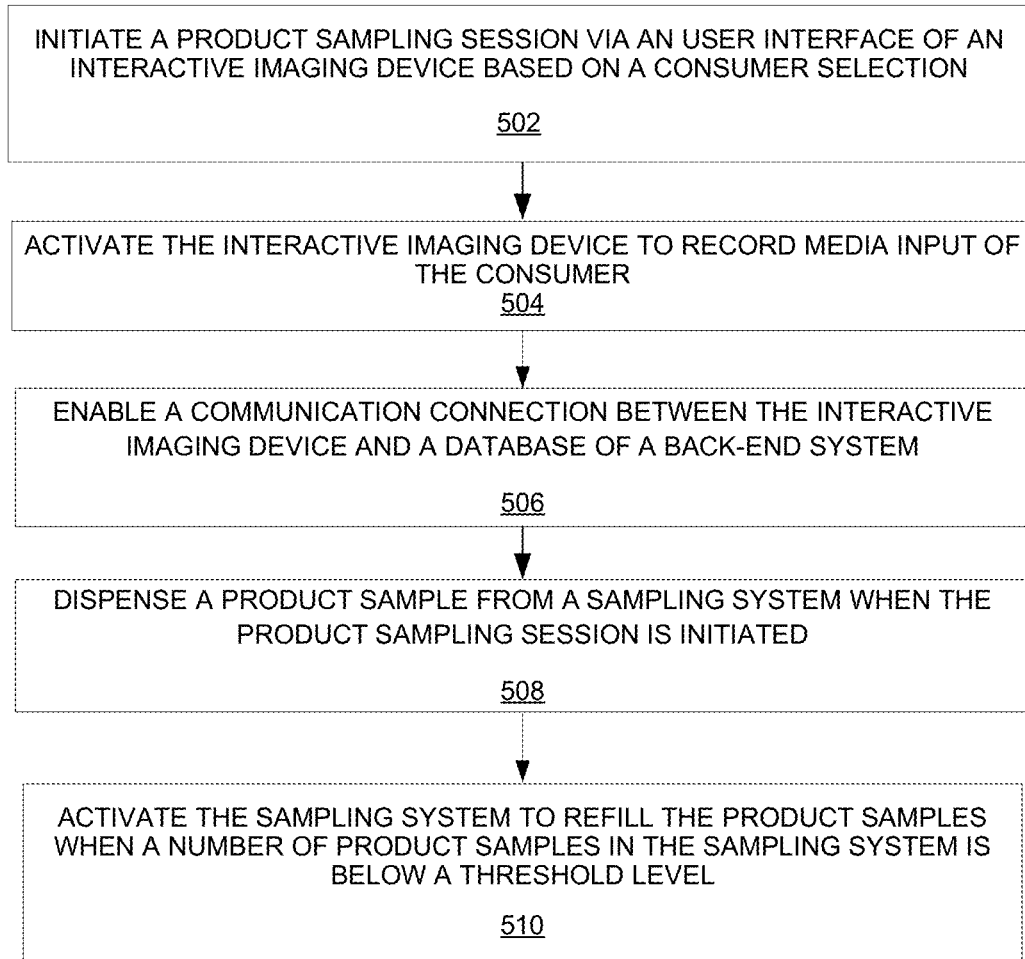 INITIATE A PRODUCT SAMPLING SESSION VIA AN USER INTERFACE OF AN
INTERACTIVE IMAGING DEVICE BASED ON A CONSUMER SELECTION
502
ACTIVATE THE INTERACTIVE IMAGING DEVICE TO RECORD MEDIA INPUT OF
THE CONSUMER
504
ENABLE A COMMUNICATION CONNECTION BETWEEN THE INTERACTIVE
IMAGING DEVICE AND A DATABASE OF A BACK-END SYSTEM
506
DISPENSE A PRODUCT SAMPLE FROM A SAMPLING SYSTEM WHEN THE
PRODUCT SAMPLING SESSION IS INITIATED
508
ACTIVATE THE SAMPLING SYSTEM TO REFILL THE PRODUCT SAMPLES
WHEN A NUMBER OF PRODUCT SAMPLES IN THE SAMPLING SYSTEM IS
BELOW A THRESHOLD LEVEL
510